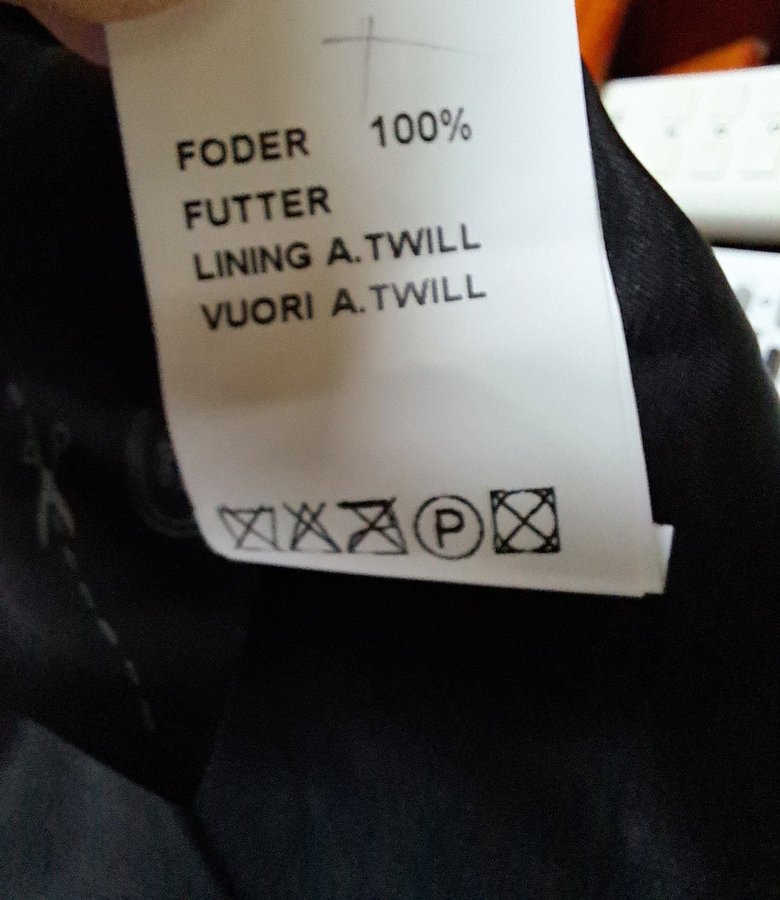 FODER 100%
FUTTER
LINING A.TWILL
VUORI A.TWILL
P